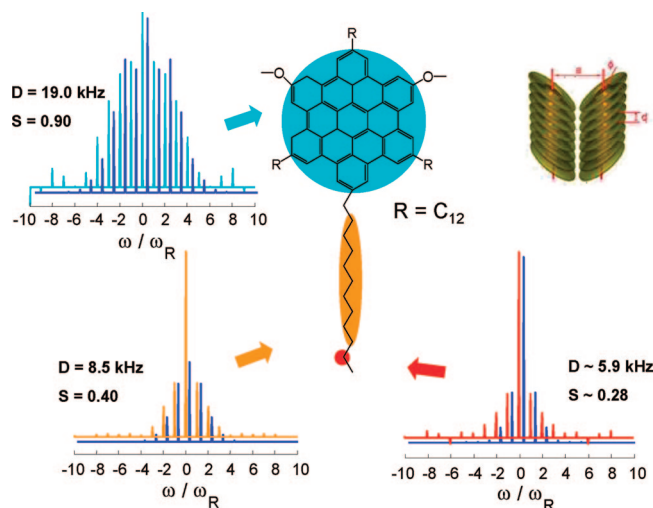 D = 19.0 kHz
S = 0.90
-10 -8 -6 -4 -2 0 2 4 6 8 10
ω / ω_R
R
O
O
R
R
R = C₁₂
a
d
D = 8.5 kHz
S = 0.40
-10 -8 -6 -4 -2 0 2 4 6 8 10
ω / ω_R
D ~ 5.9 kHz
S ~ 0.28
-10 -8 -6 -4 -2 0 2 4 6 8 10
ω / ω_R